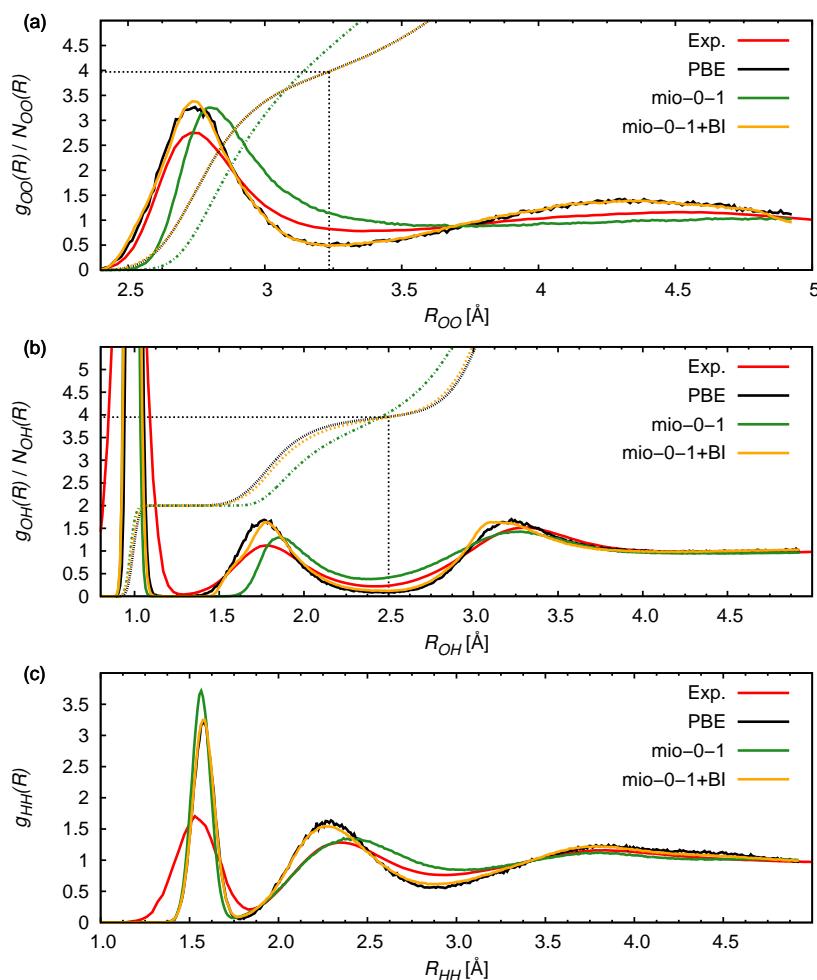 (a)
g_OO(R) / N_OO(R)
5
4.5
4
3.5
3
2.5
2
1.5
1
0.5
0
Exp.
PBE
mio-0-1
mio-0-1+BI
2.5 3 3.5 4 4.5 5
R_OO [Å]
(b)
g_OH(R) / N_OH(R)
5
4.5
4
3.5
3
2.5
2
1.5
1
0.5
0
Exp.
PBE
mio-0-1
mio-0-1+BI
1.0 1.5 2.0 2.5 3.0 3.5 4.0 4.5
R_OH [Å]
(c)
g_HH(R)
3.5
3
2.5
2
1.5
1
0.5
0
Exp.
PBE
mio-0-1
mio-0-1+BI
1.0 1.5 2.0 2.5 3.0 3.5 4.0 4.5
R_HH [Å]